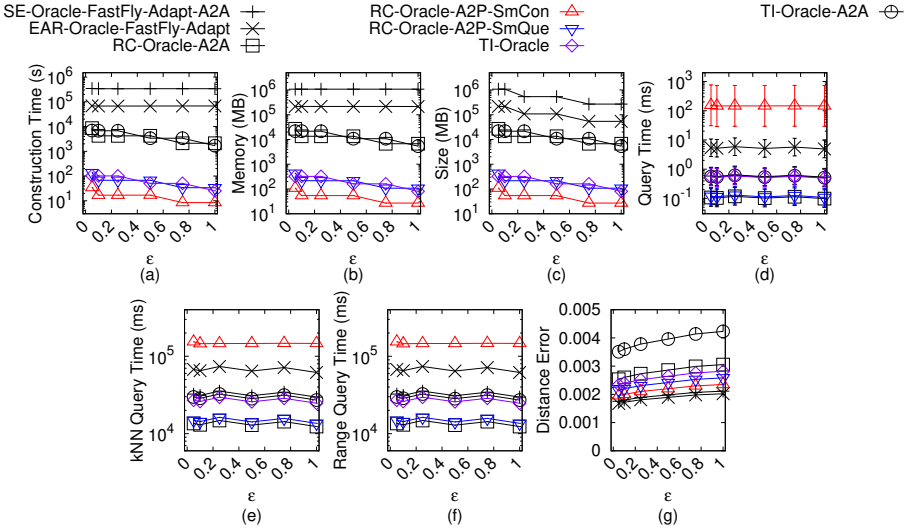 SE-Oracle-FastFly-Adapt-A2A
EAR-Oracle-FastFly-Adapt
RC-Oracle-A2A
RC-Oracle-A2P-SmCon
RC-Oracle-A2P-SmQue
TI-Oracle
TI-Oracle-A2A
Construction Time (s)
10^6
10^5
10^4
10^3
10^2
10^1
0 0.2 0.4 0.6 0.8 1
ε
(a)
Memory (MB)
10^6
10^5
10^4
10^3
10^2
10^1
0 0.2 0.4 0.6 0.8 1
ε
(b)
Size (MB)
10^6
10^5
10^4
10^3
10^2
10^1
0 0.2 0.4 0.6 0.8 1
ε
(c)
Query Time (ms)
10^3
10^2
10^1
10^0
10^-1
0 0.2 0.4 0.6 0.8 1
ε
(d)
kNN Query Time (ms)
10^5
10^4
0 0.2 0.4 0.6 0.8 1
ε
(e)
Range Query Time (ms)
10^5
10^4
0 0.2 0.4 0.6 0.8 1
ε
(f)
Distance Error
0.005
0.004
0.003
0.002
0.001
0
0 0.2 0.4 0.6 0.8 1
ε
(g)